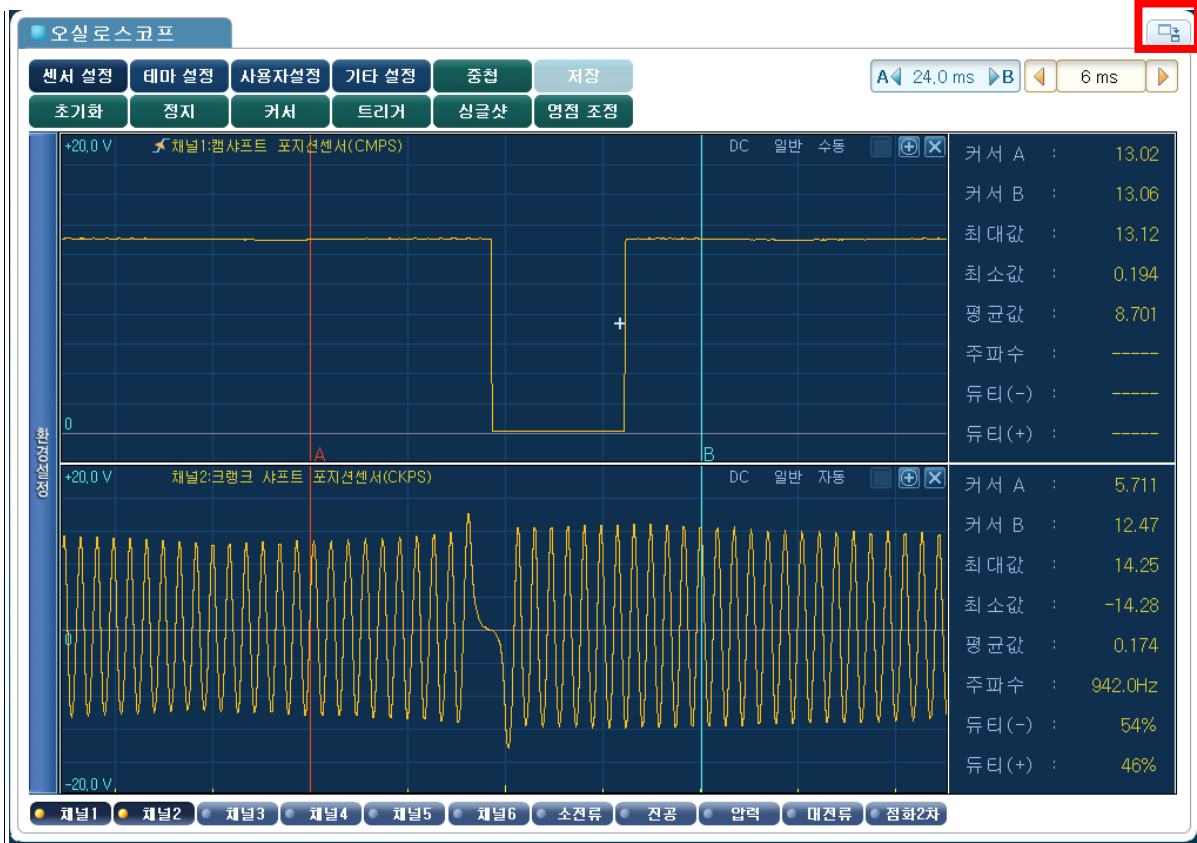 오실로스코프
센서 설정 테마 설정 사용자설정 기타 설정 중첩 저장 A 24,0 ms B 6 ms
초기화 정지 커서 트리거 싱글샷 영점 조정
환경설정
+20,0 V 채널1:캠샤프트 포지션센서(CMPS) DC 일반 수동
0
A B
커서 A : 13.02
커서 B : 13.06
최대값 : 13.12
최소값 : 0.194
평균값 : 8.701
주파수 : -----
듀티(-) : -----
듀티(+) : -----
+20,0 V 채널2:크랭크 샤프트 포지션센서(CKPS) DC 일반 자동
0
-20,0 V
커서 A : 5.711
커서 B : 12.47
최대값 : 14.25
최소값 : -14.28
평균값 : 0.174
주파수 : 942.0Hz
듀티(-) : 54%
듀티(+) : 46%
채널1 채널2 채널3 채널4 채널5 채널6 소전류 진공 압력 대전류 점화2차